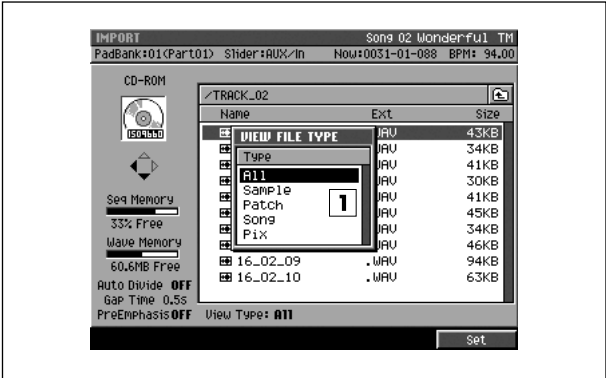 IMPORT Song 02 Wonderful TM
PadBank:01(Part01) Slider:AUX/In Now:0031-01-088 BPM: 94.00
CD-ROM
ISO9660
/TRACK_02
Name Ext Size
VIEW FILE TYPE
Type
All
Sample
Patch
Song
Pix
1
.WAV 43KB
.WAV 34KB
.WAV 41KB
.WAV 30KB
.WAV 41KB
.WAV 45KB
.WAV 34KB
.WAV 46KB
16_02_09 .WAV 94KB
16_02_10 .WAV 63KB
Seq Memory
33% Free
Wave Memory
60.6MB Free
Auto Divide OFF
Gap Time 0.5s
PreEmphasis OFF View Type: All
Set